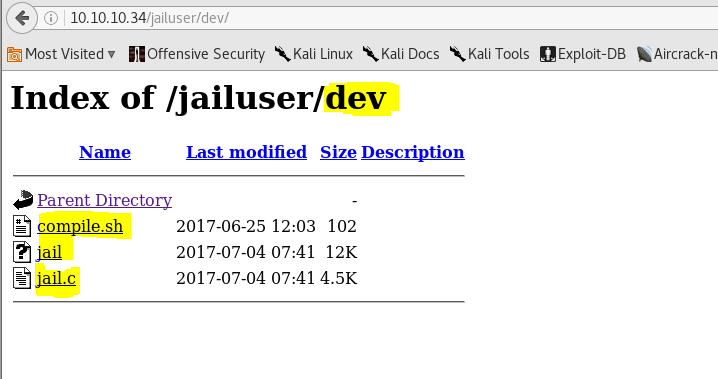 10.10.10.34/jailuser/dev/
Most Visited Offensive Security Kali Linux Kali Docs Kali Tools Exploit-DB Aircrack-n
Index of /jailuser/dev
Name Last modified Size Description
Parent Directory -
compile.sh 2017-06-25 12:03 102
jail 2017-07-04 07:41 12K
jail.c 2017-07-04 07:41 4.5K